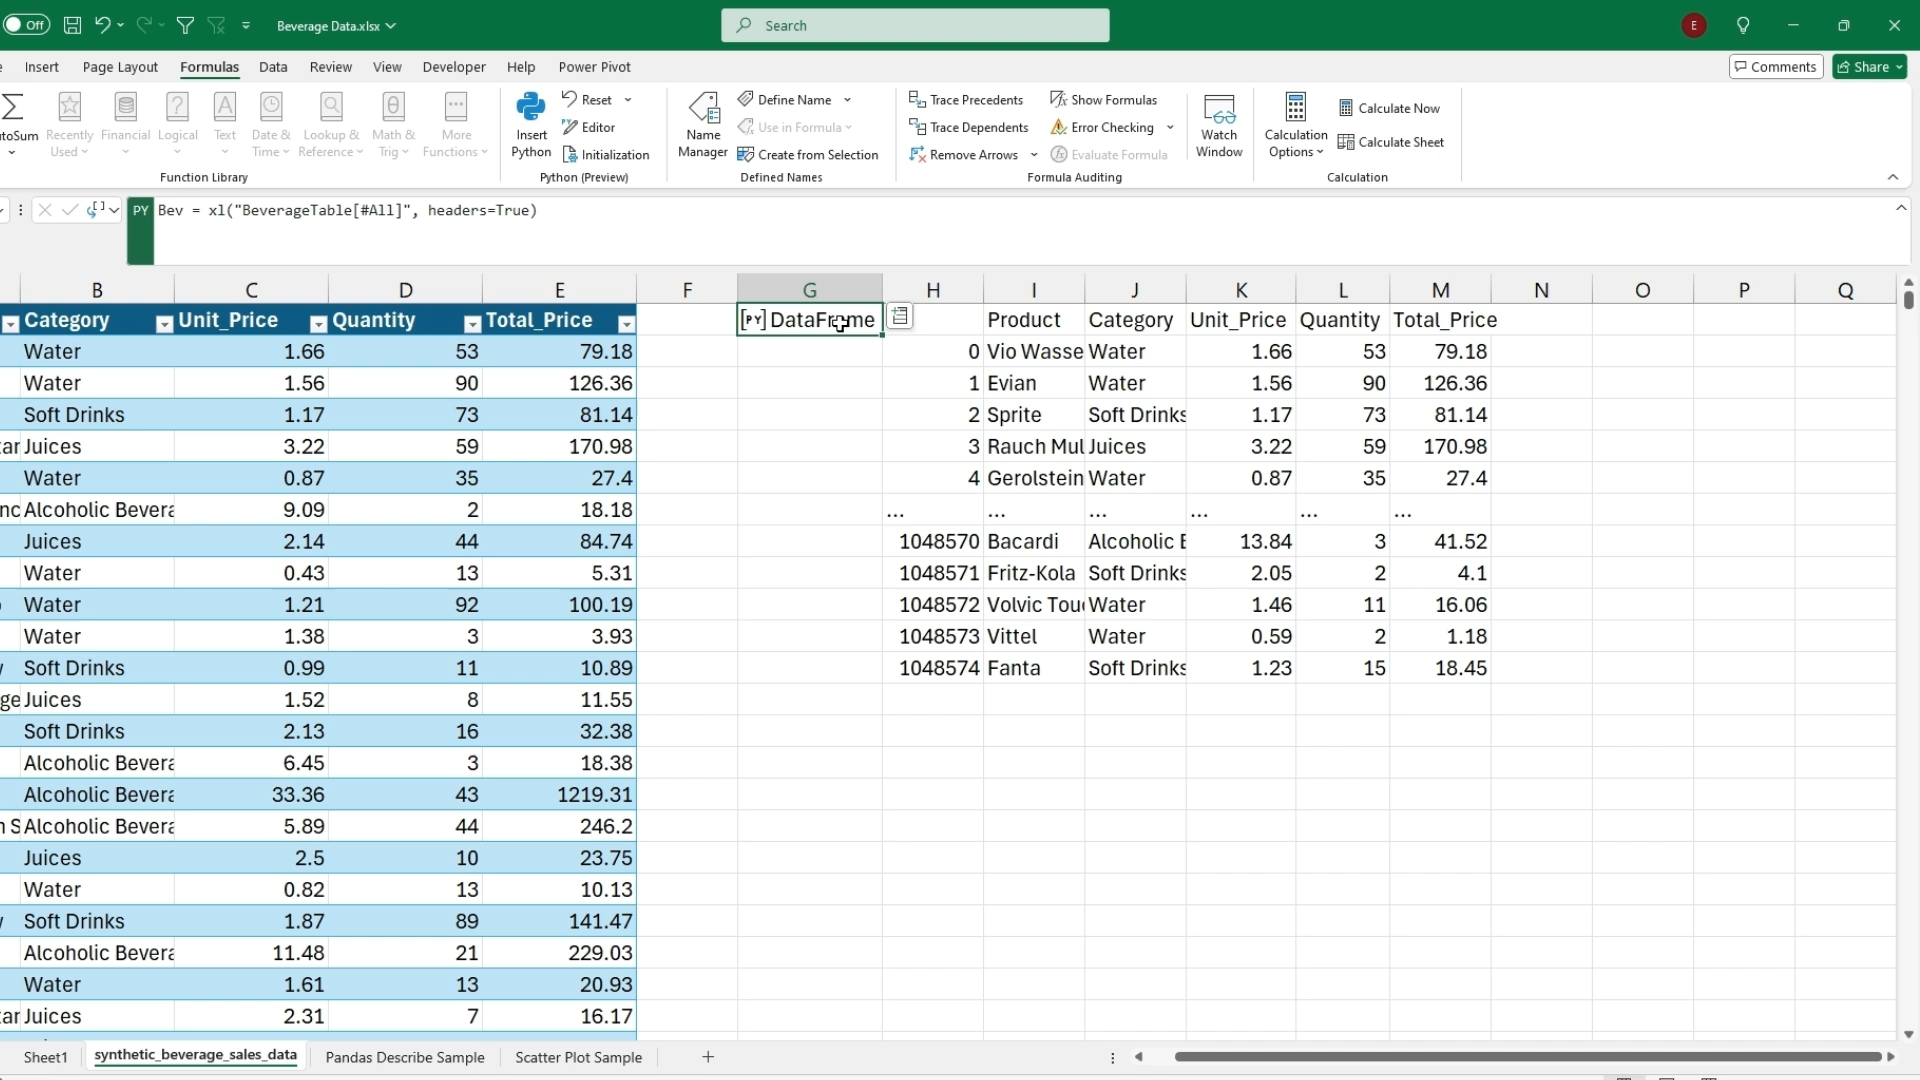 Off Beverage Data.xlsx Search E
Insert Page Layout Formulas Data Review View Developer Help Power Pivot Comments Share
Recently Used Financial Logical Text Date & Time Lookup & Reference Math & Trig More Functions
Function Library
Insert Python Reset Editor Initialization
Python (Preview)
Name Manager Define Name Use in Formula Create from Selection
Defined Names
Trace Precedents Trace Dependents Remove Arrows Show Formulas Error Checking Evaluate Formula
Formula Auditing
Watch Window
Calculation Options Calculate Now Calculate Sheet
Calculation
PY Bev = xl("BeverageTable[#All]", headers=True)
B C D E F G H I J K L M N O P Q
Category Unit_Price Quantity Total_Price [PY] DataFrame Product Category Unit_Price Quantity Total_Price
Water 1.66 53 79.18 0 Vio Wasse Water 1.66 53 79.18
Water 1.56 90 126.36 1 Evian Water 1.56 90 126.36
Soft Drinks 1.17 73 81.14 2 Sprite Soft Drinks 1.17 73 81.14
Juices 3.22 59 170.98 3 Rauch Mul Juices 3.22 59 170.98
Water 0.87 35 27.4 4 Gerolstein Water 0.87 35 27.4
Alcoholic Bevera 9.09 2 18.18 ... ... ... ... ... ...
Juices 2.14 44 84.74 1048570 Bacardi Alcoholic E 13.84 3 41.52
Water 0.43 13 5.31 1048571 Fritz-Kola Soft Drinks 2.05 2 4.1
Water 1.21 92 100.19 1048572 Volvic Tou Water 1.46 11 16.06
Water 1.38 3 3.93 1048573 Vittel Water 0.59 2 1.18
Soft Drinks 0.99 11 10.89 1048574 Fanta Soft Drinks 1.23 15 18.45
Juices 1.52 8 11.55
Soft Drinks 2.13 16 32.38
Alcoholic Bevera 6.45 3 18.38
Alcoholic Bevera 33.36 43 1219.31
Alcoholic Bevera 5.89 44 246.2
Juices 2.5 10 23.75
Water 0.82 13 10.13
Soft Drinks 1.87 89 141.47
Alcoholic Bevera 11.48 21 229.03
Water 1.61 13 20.93
Juices 2.31 7 16.17
Sheet1 synthetic_beverage_sales_data Pandas Describe Sample Scatter Plot Sample